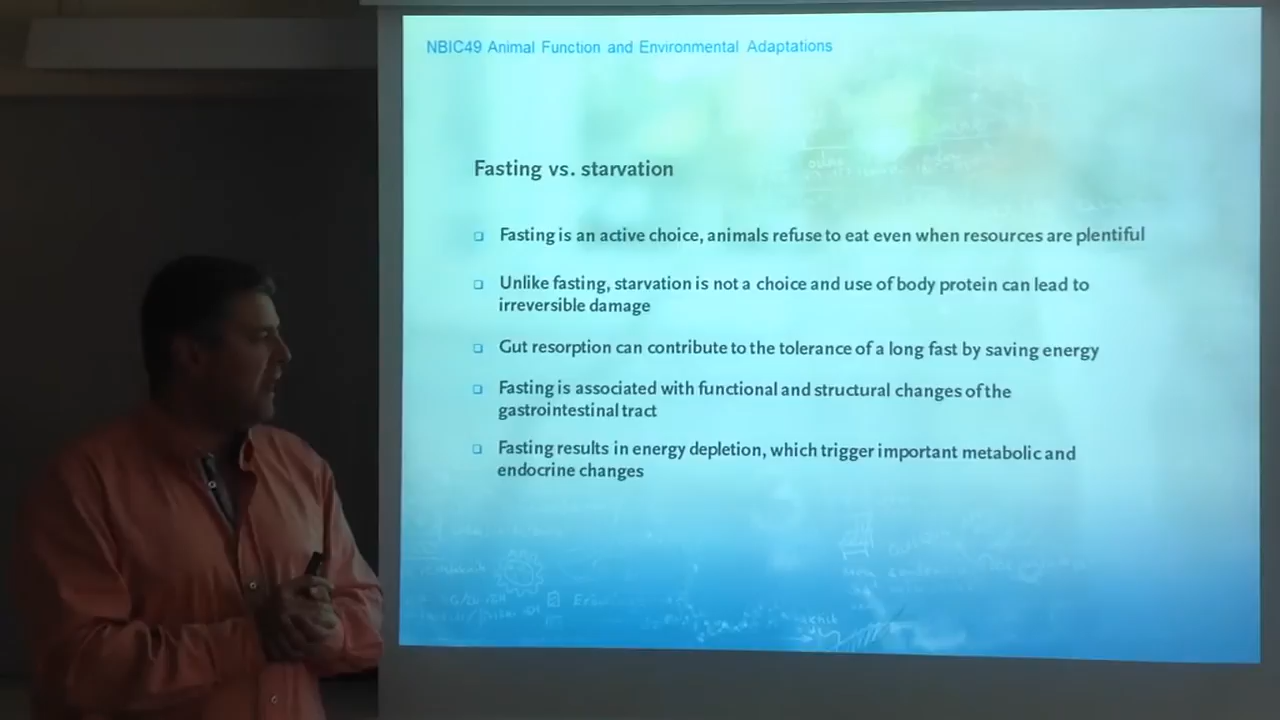 NBIC49 Animal Function and Environmental Adaptations
Fasting vs. starvation
Fasting is an active choice, animals refuse to eat even when resources are plentiful
Unlike fasting, starvation is not a choice and use of body protein can lead to
irreversible damage
Gut resorption can contribute to the tolerance of a long fast by saving energy
Fasting is associated with functional and structural changes of the
gastrointestinal tract
Fasting results in energy depletion, which trigger important metabolic and
endocrine changes